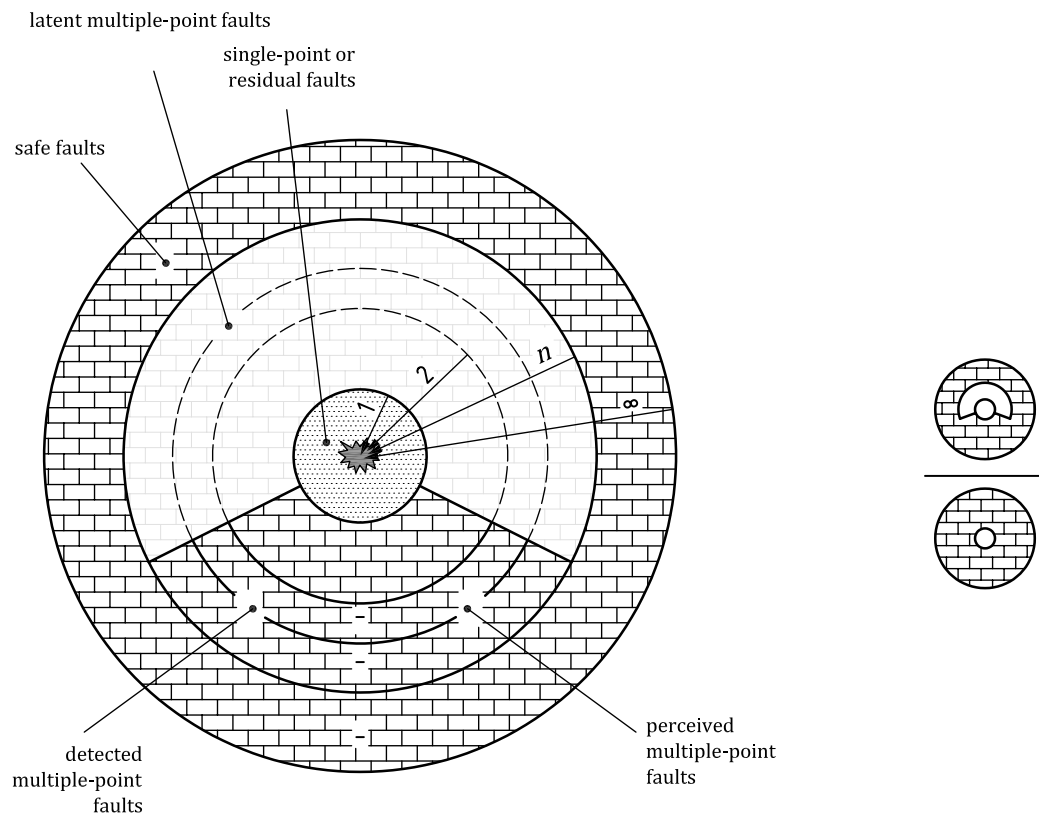 latent multiple-point faults
single-point or
residual faults
safe faults
n
2
∞
1
detected
multiple-point
faults
perceived
multiple-point
faults